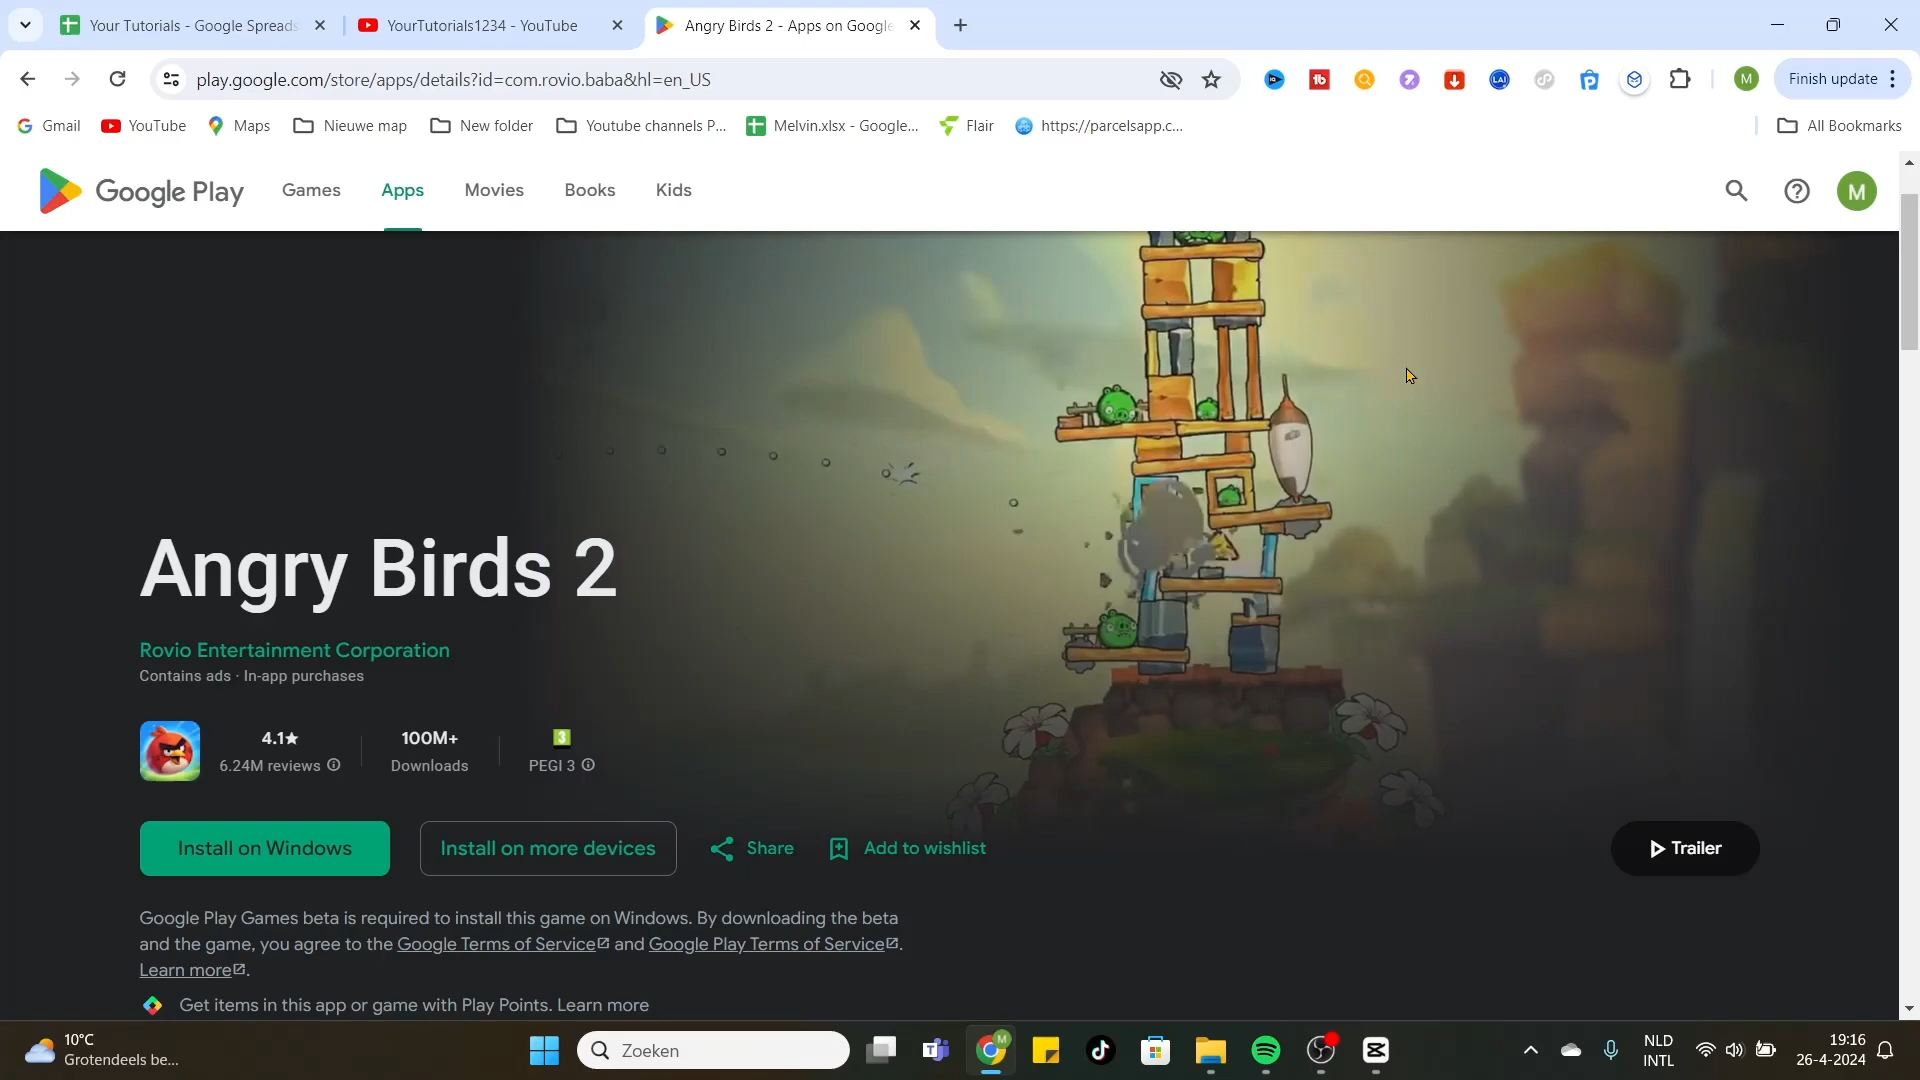 Your Tutorials - Google Spreads
YourTutorials1234 - YouTube
Angry Birds 2 - Apps on Google
play.google.com/store/apps/details?id=com.rovio.baba&hl=en_US
M
Finish update
Gmail
YouTube
Maps
Nieuwe map
New folder
Youtube channels P...
Melvin.xlsx - Google...
Flair
https://parcelsapp.c...
All Bookmarks
Google Play
Games
Apps
Movies
Books
Kids
M
Angry Birds 2
Rovio Entertainment Corporation
Contains ads · In-app purchases
4.1★
6.24M reviews
100M+
Downloads
3
PEGI 3
Install on Windows
Install on more devices
Share
Add to wishlist
Trailer
Google Play Games beta is required to install this game on Windows. By downloading the beta
and the game, you agree to the Google Terms of Service and Google Play Terms of Service.
Learn more.
Get items in this app or game with Play Points. Learn more
10°C
Grotendeels be...
Zoeken
NLD
INTL
19:16
26-4-2024